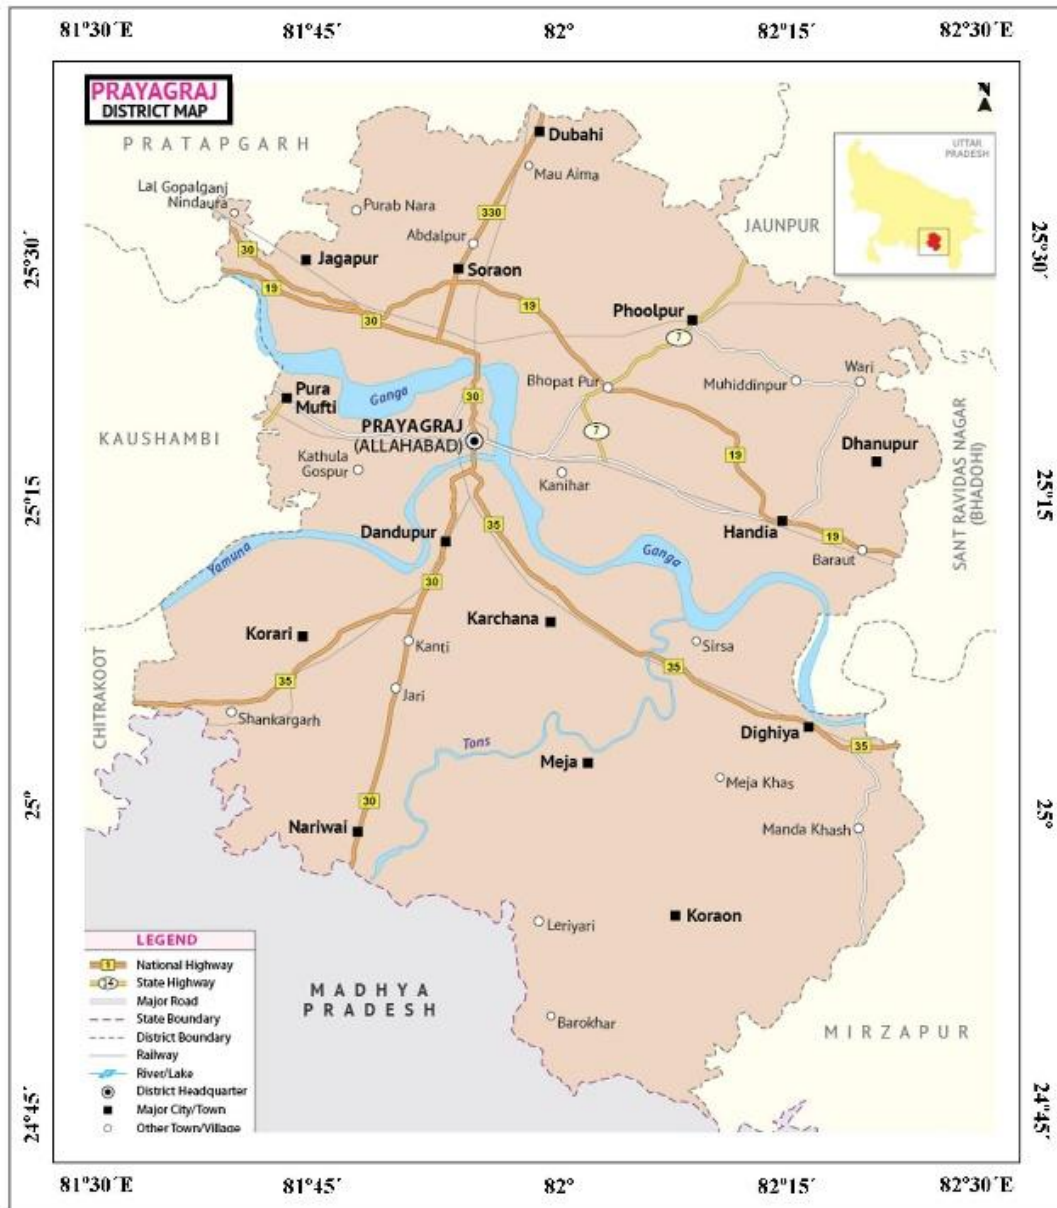 81°30´E 81°45´ 82° 82°15´ 82°30´E
PRAYAGRAJ
DISTRICT MAP
N
PRATAPGARH
Dubahi
Mau Aima
UTTAR
PRADESH
Lal Gopalganj
Nindaura
Purab Nara
330
Abdalpur
JAUNPUR
25°30´
25°30´
30
Jagapur
Soraon
19
30
19
Phoolpur
7
Ganga
30
Bhopat Pur
Muhiddinpur
Wari
Pura
Mufti
PRAYAGRAJ
(ALLAHABAD)
7
KAUSHAMBI
Kathula
Gospur
Kanihar
19
Dhanupur
SANT RAVIDAS NAGAR
(BHADOHI)
25°15´
25°15´
35
Dandupur
Handia
19
Baraut
Yamuna
Ganga
30
Karchana
Korari
Kanti
Sirsa
35
35
Jari
CHITRAKOOT
Shankargarh
Dighiya
35
Tons
Meja
Meja Khas
25°
25°
30
Nariwai
Manda Khash
Koraon
Leriyari
MADHYA
PRADESH
Barokhar
MIRZAPUR
LEGEND
1 National Highway
14 State Highway
Major Road
State Boundary
District Boundary
Railway
River/Lake
District Headquarter
Major City/Town
Other Town/Village
24°45´
24°45´
81°30´E 81°45´ 82° 82°15´ 82°30´E